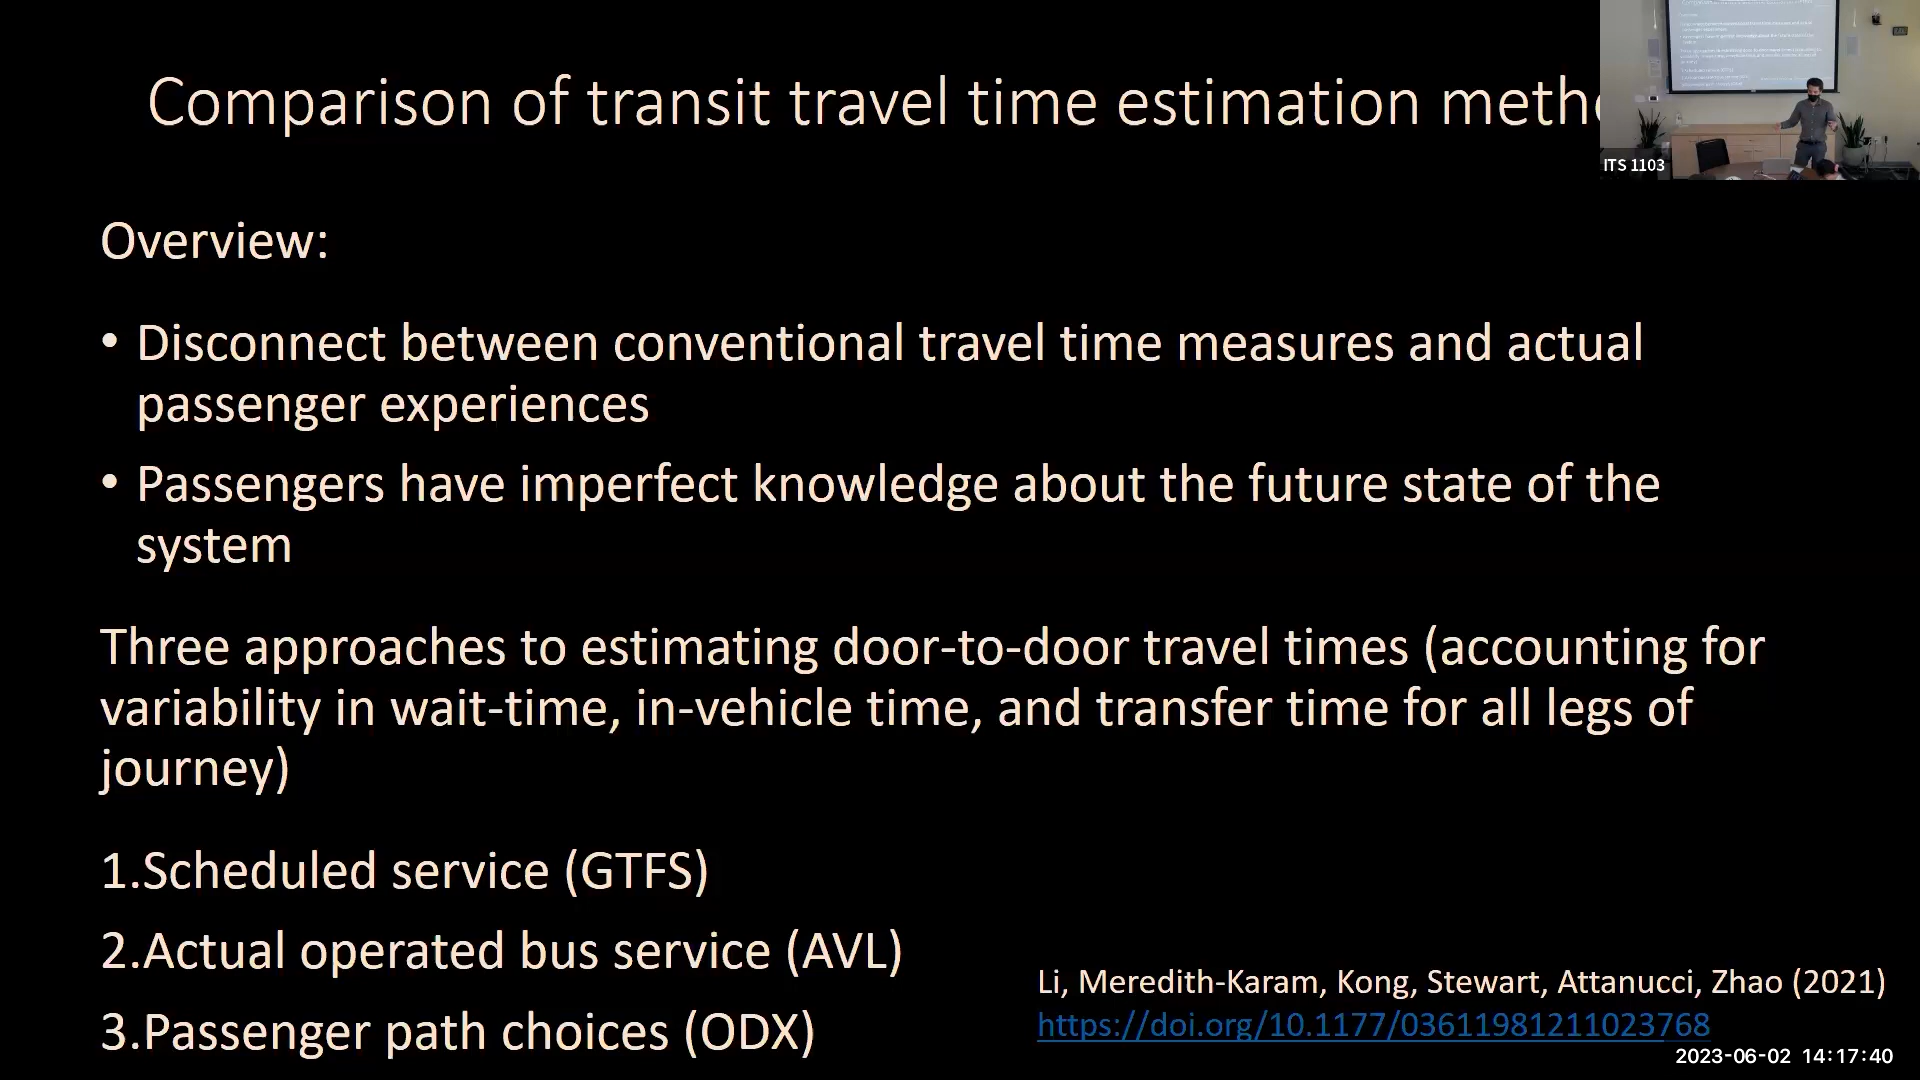 Comparison of transit travel time estimation meth
ITS 1103
Overview:
• Disconnect between conventional travel time measures and actual
passenger experiences
• Passengers have imperfect knowledge about the future state of the
system
Three approaches to estimating door-to-door travel times (accounting for
variability in wait-time, in-vehicle time, and transfer time for all legs of
journey)
1.Scheduled service (GTFS)
2.Actual operated bus service (AVL)
3.Passenger path choices (ODX)
Li, Meredith-Karam, Kong, Stewart, Attanucci, Zhao (2021)
https://doi.org/10.1177/03611981211023768
2023-06-02 14:17:40